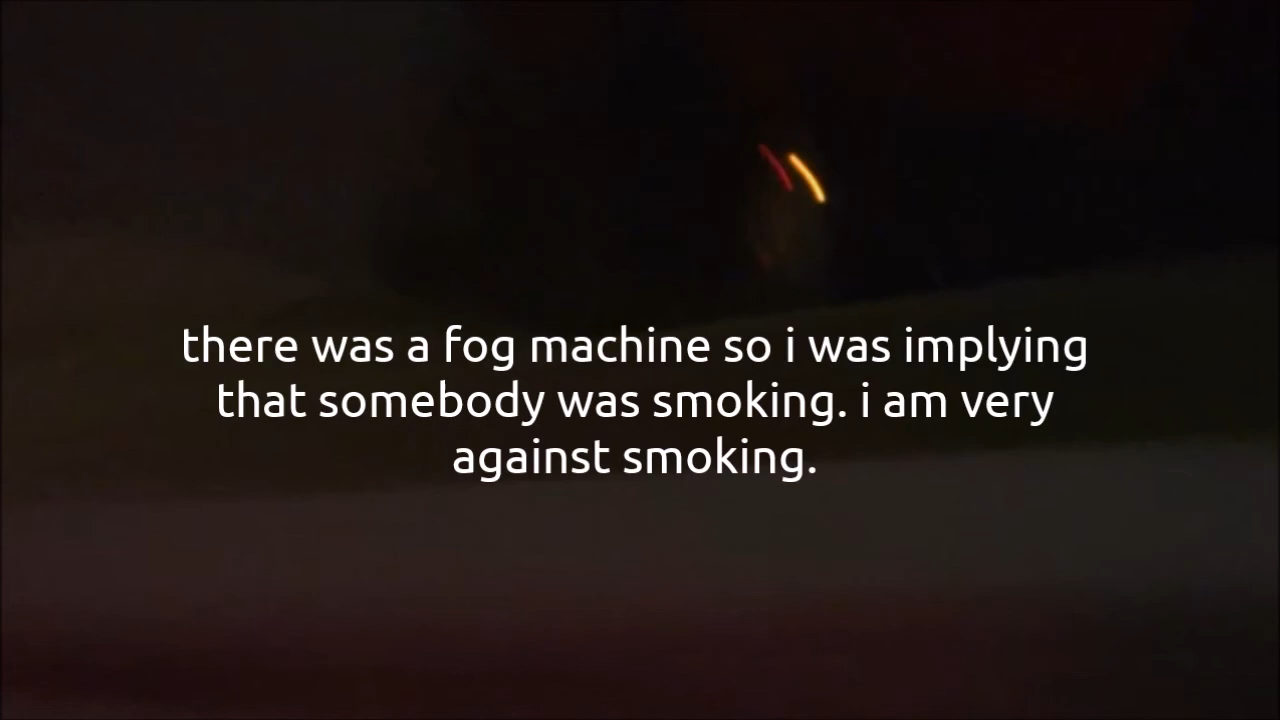 there was a fog machine so i was implying
that somebody was smoking. i am very
against smoking.